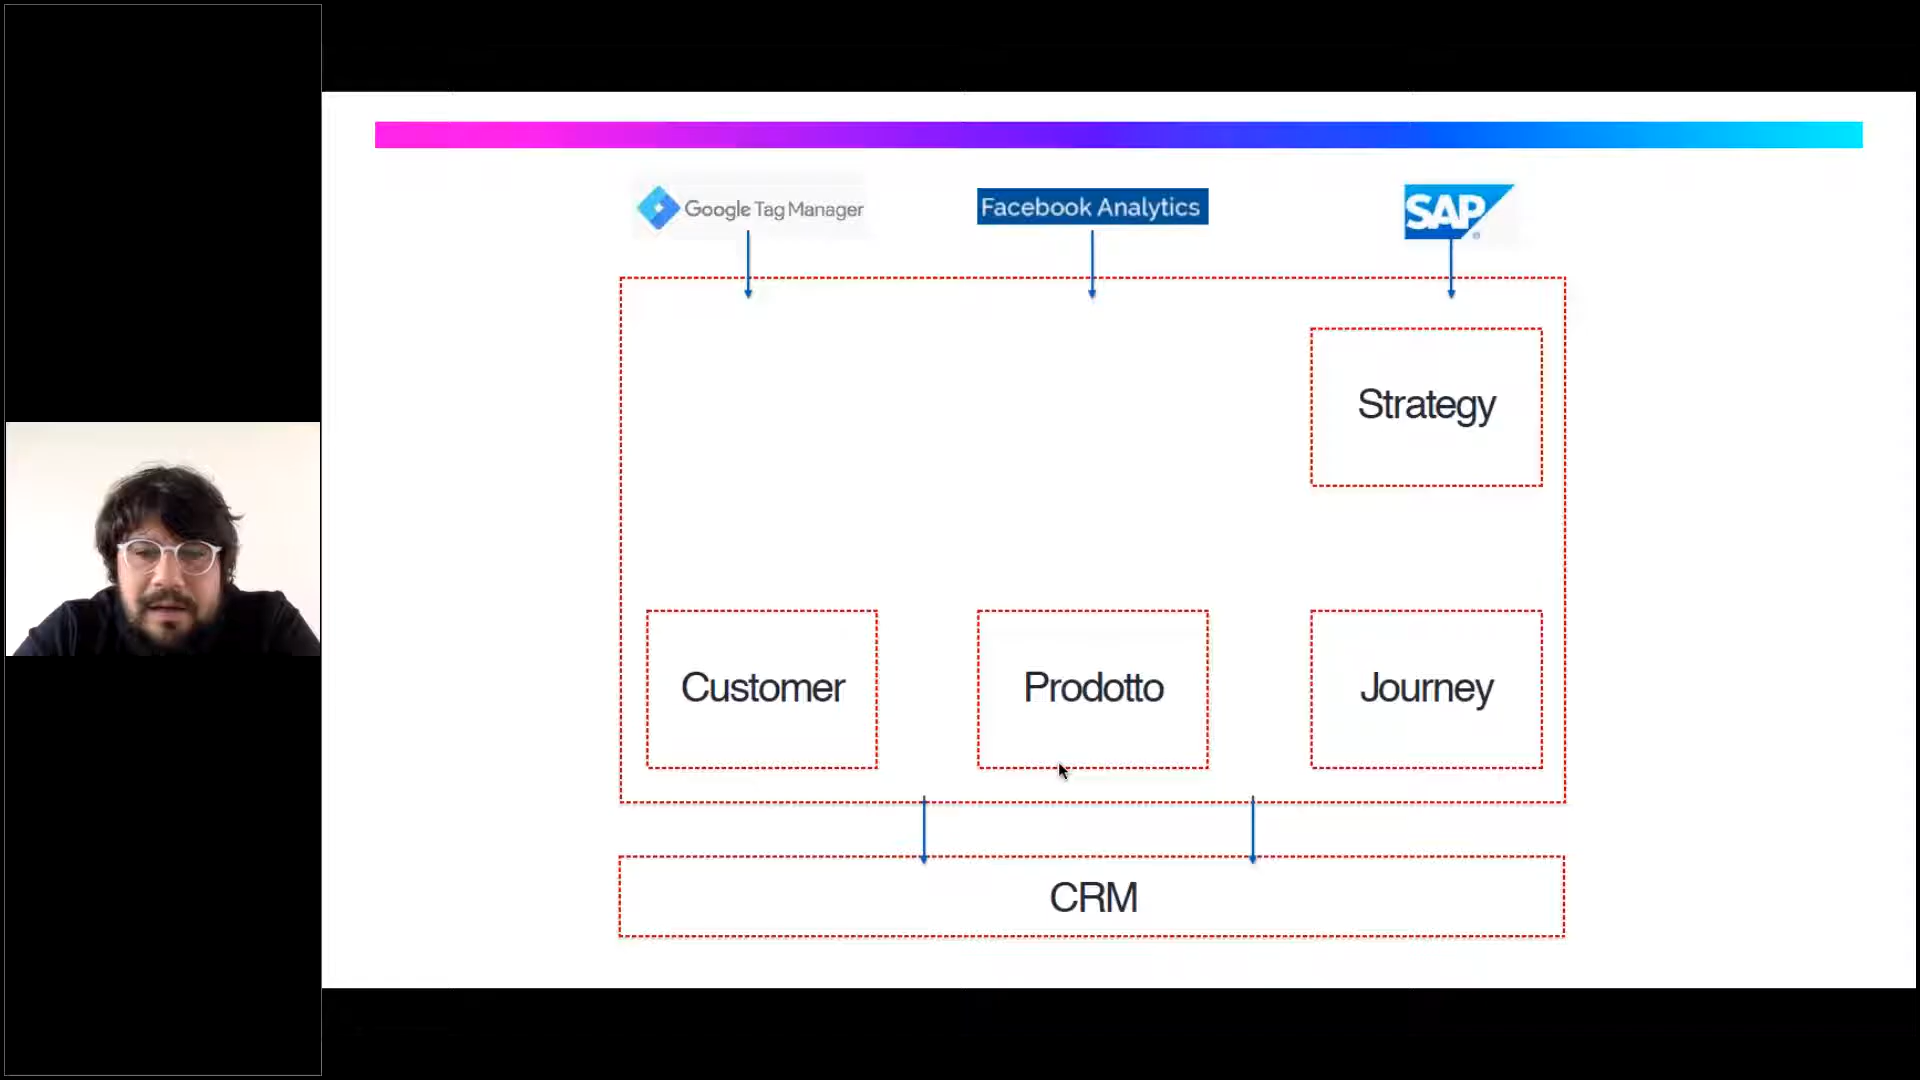 Google Tag Manager
Facebook Analytics
SAP
Strategy
Customer
Prodotto
Journey
CRM